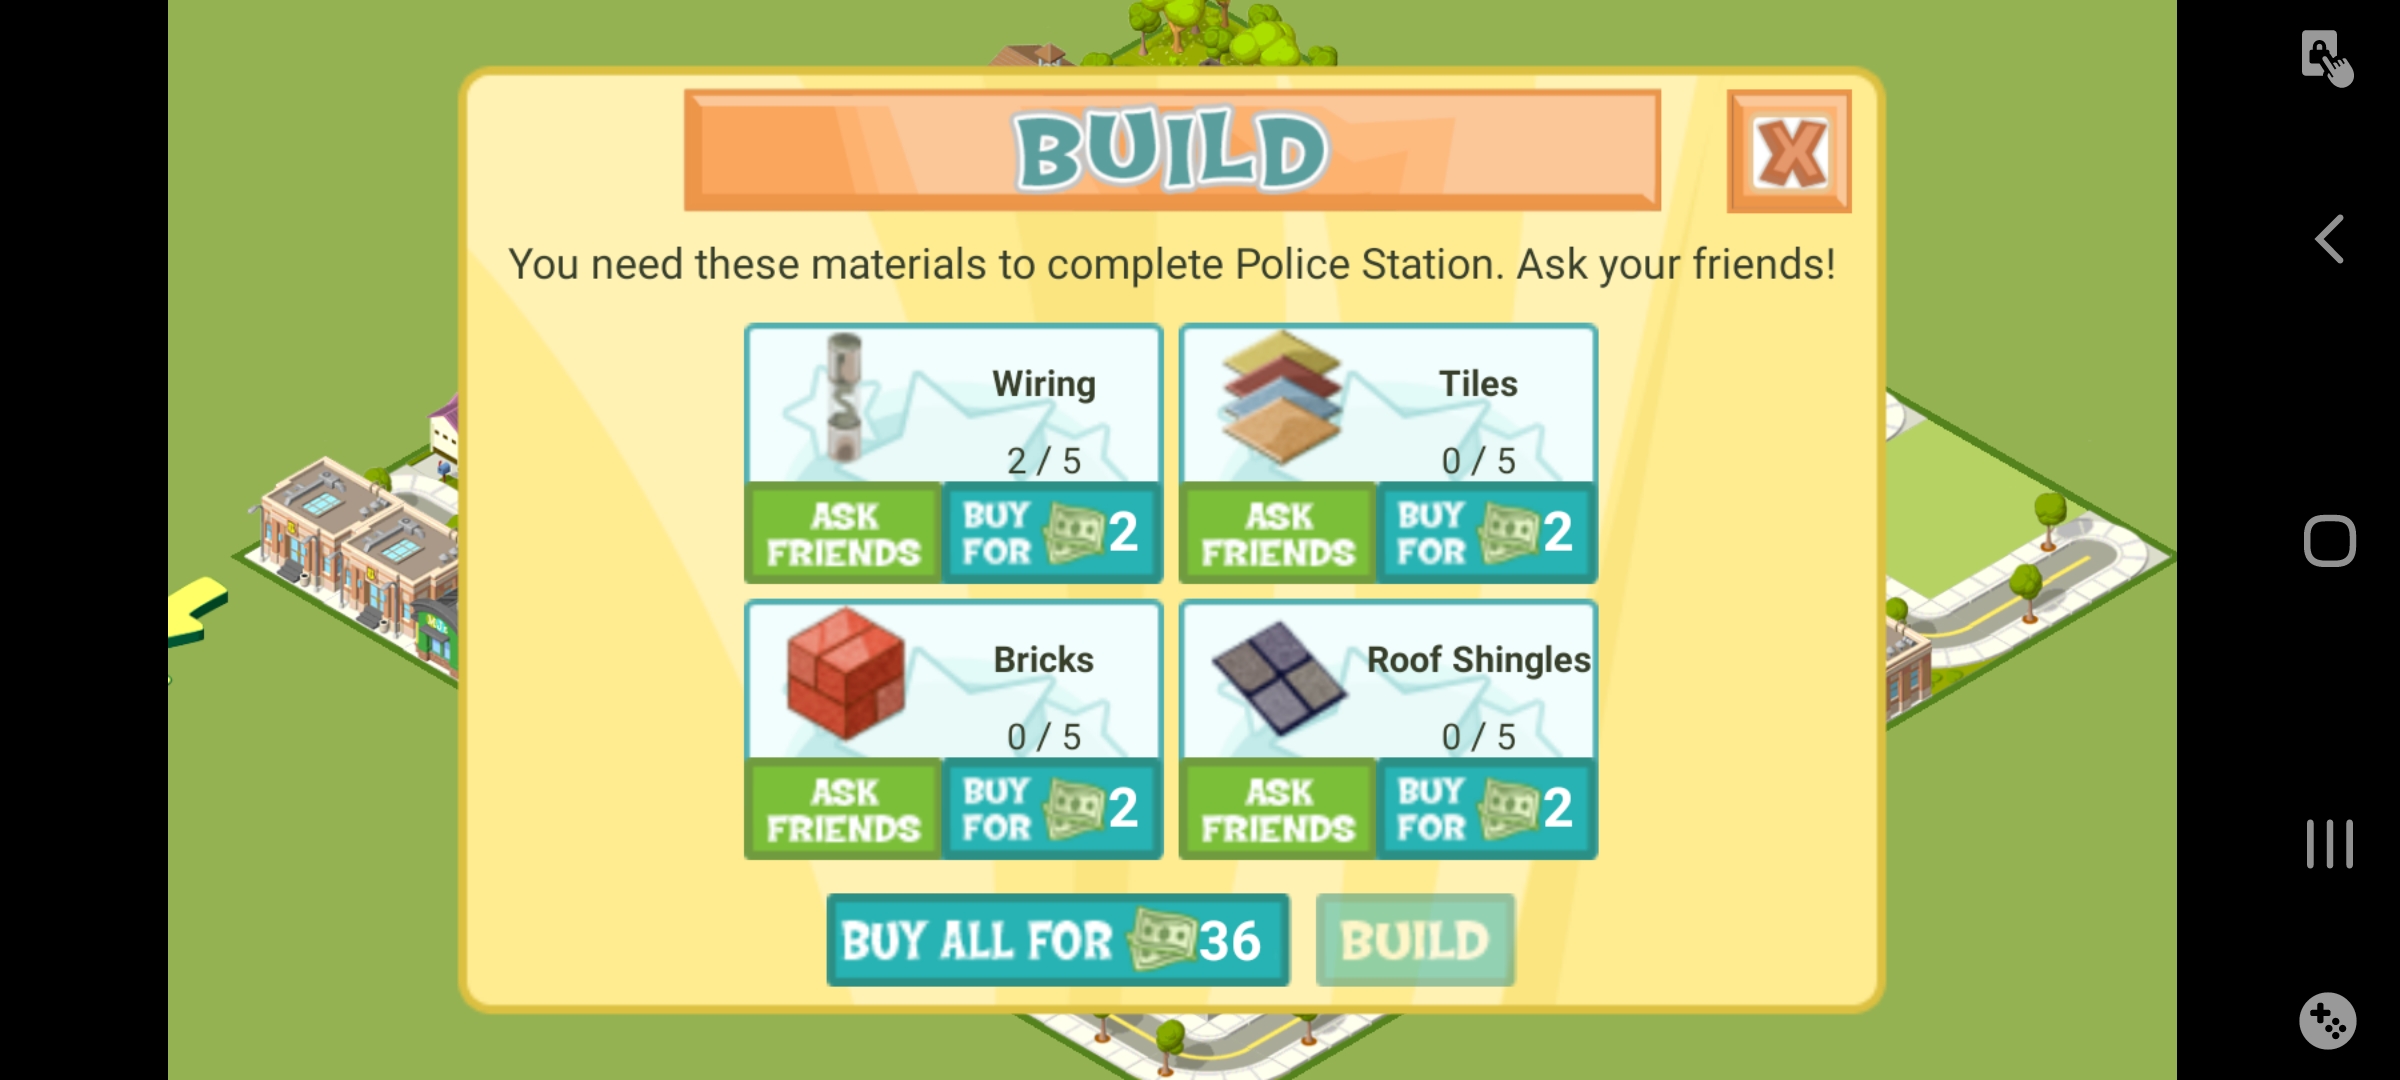 BUILD
X
You need these materials to complete Police Station. Ask your friends!
Wiring
2 / 5
ASK FRIENDS
BUY FOR 2
Tiles
0 / 5
ASK FRIENDS
BUY FOR 2
Bricks
0 / 5
ASK FRIENDS
BUY FOR 2
Roof Shingles
0 / 5
ASK FRIENDS
BUY FOR 2
BUY ALL FOR 36
BUILD